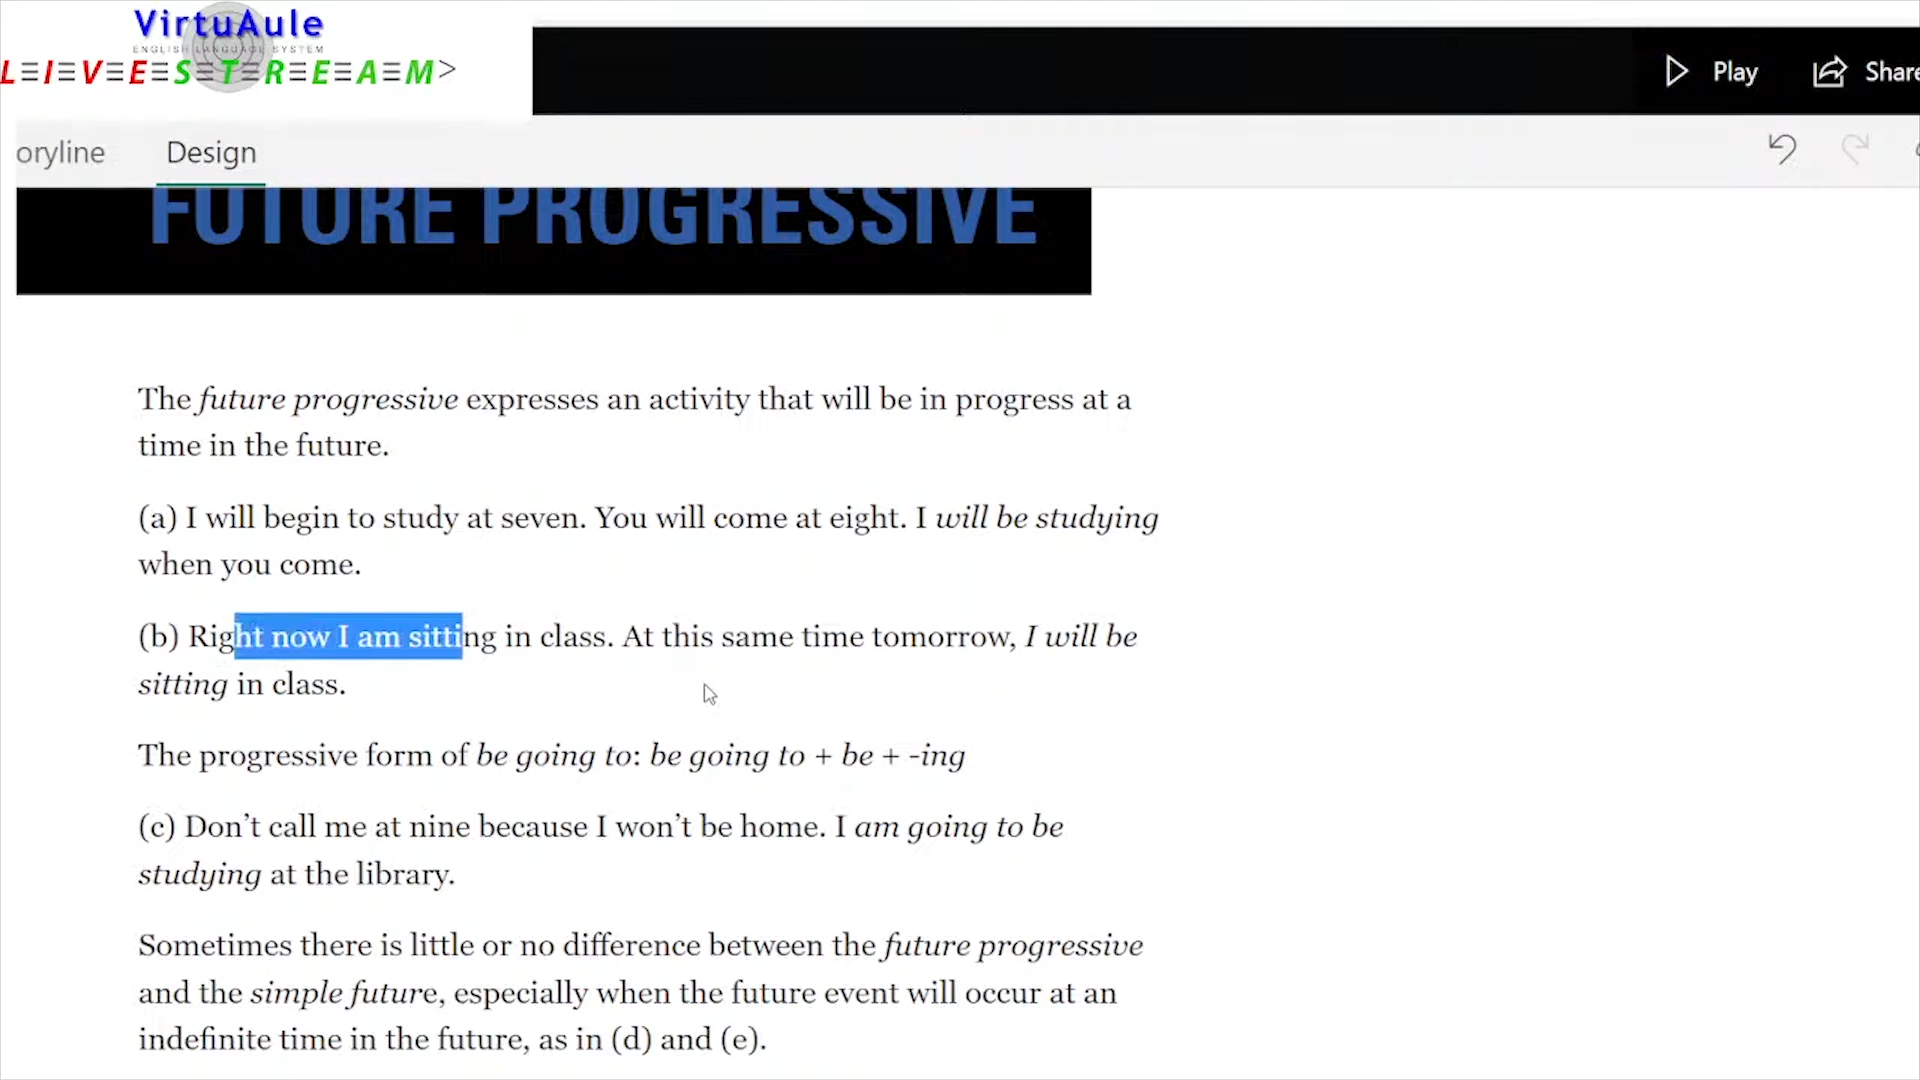 VirtuAule
ENGLISH LANGUAGE SYSTEM
L≡I≡V≡E≡S≡T≡R≡E≡A≡M>
Play Share
oryline Design
FUTURE PROGRESSIVE
The future progressive expresses an activity that will be in progress at a
time in the future.
(a) I will begin to study at seven. You will come at eight. I will be studying
when you come.
(b) Right now I am sitting in class. At this same time tomorrow, I will be
sitting in class.
The progressive form of be going to: be going to + be + -ing
(c) Don’t call me at nine because I won’t be home. I am going to be
studying at the library.
Sometimes there is little or no difference between the future progressive
and the simple future, especially when the future event will occur at an
indefinite time in the future, as in (d) and (e).